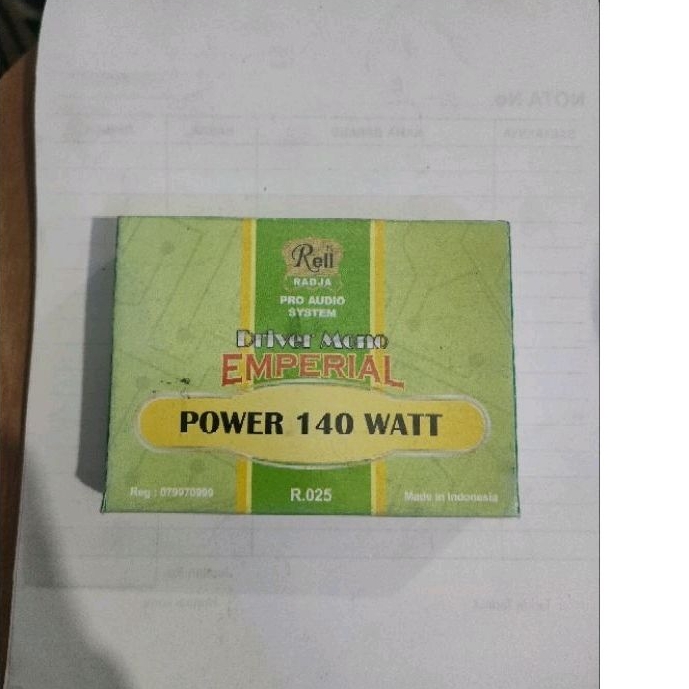 Rell
RADJA
PRO AUDIO
SYSTEM
Driver Mono
EMPERIAL
POWER 140 WATT
Reg : 079970999
R.025
Made in Indonesia
NOTA No.